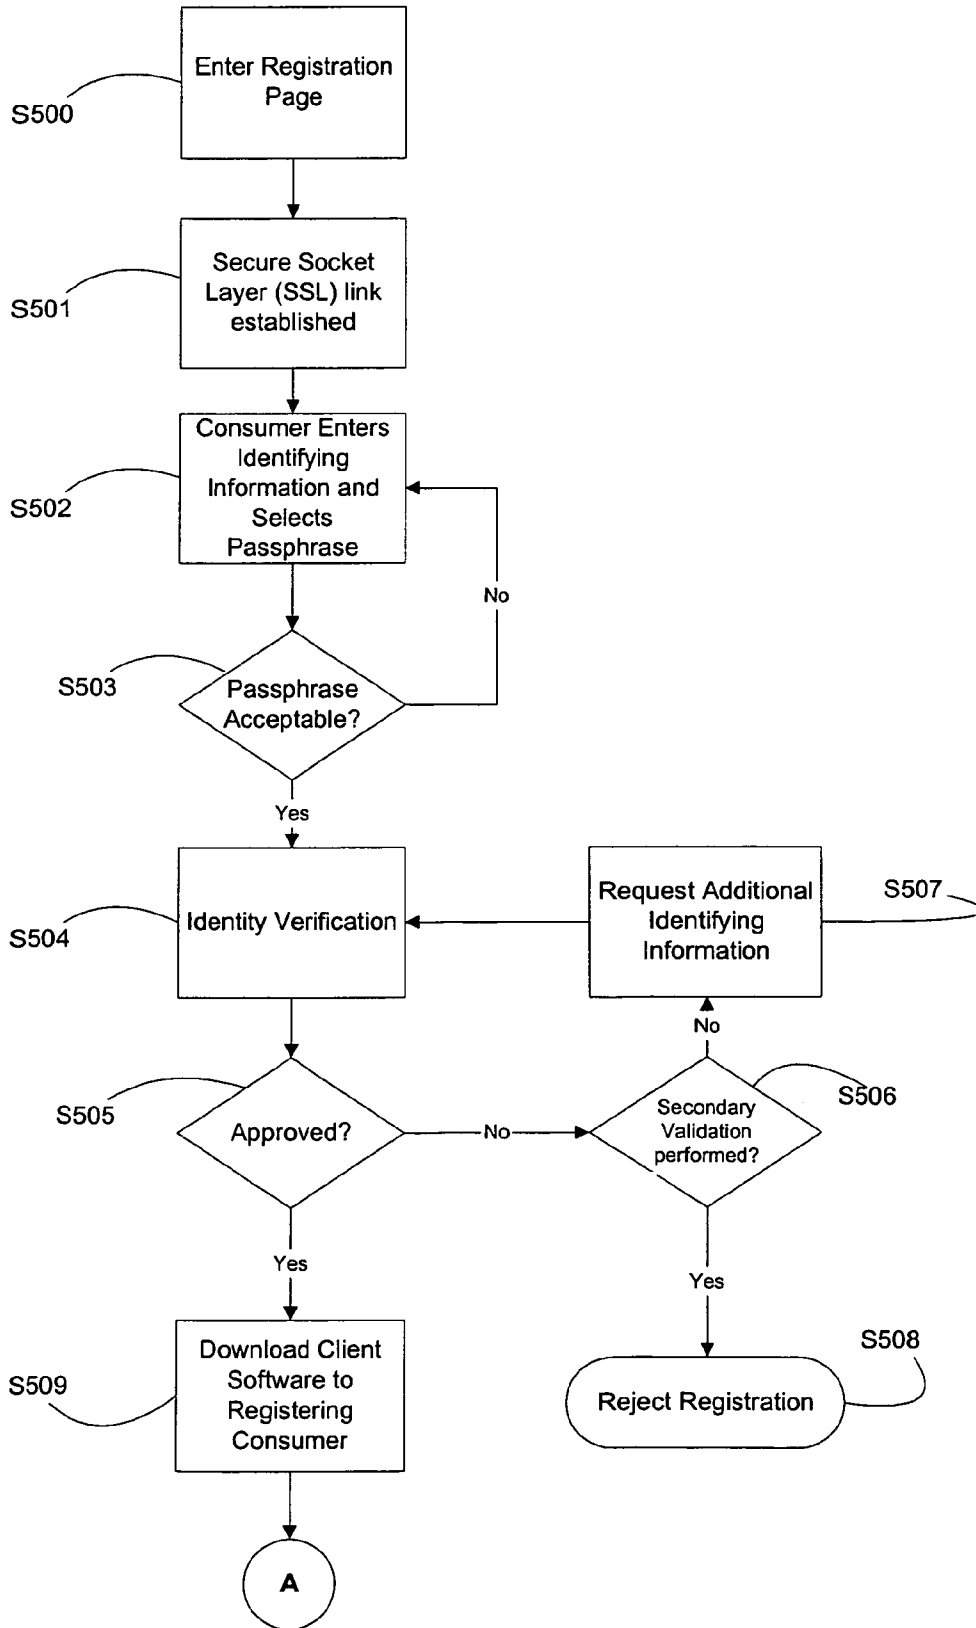 Enter Registration
Page
S500
Secure Socket
Layer (SSL) link
established
S501
Consumer Enters
Identifying
Information and
Selects
Passphrase
S502
No
S503
Passphrase
Acceptable?
Yes
Identity Verification
S504
Request Additional
Identifying
Information
S507
No
S505
Approved?
No
Secondary
Validation
performed?
S506
Yes
Yes
Download Client
Software to
Registering
Consumer
S509
Reject Registration
S508
A